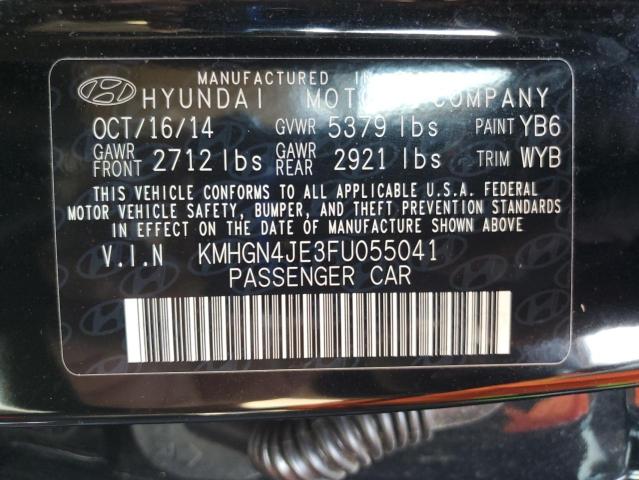 MANUFACTURED IN
HYUNDAI MOTOR COMPANY
OCT/16/14 GVWR 5379 lbs PAINT YB6
GAWR FRONT 2712 lbs GAWR REAR 2921 lbs TRIM WYB
THIS VEHICLE CONFORMS TO ALL APPLICABLE U.S.A. FEDERAL
MOTOR VEHICLE SAFETY, BUMPER, AND THEFT PREVENTION STANDARDS
IN EFFECT ON THE DATE OF MANUFACTURE SHOWN ABOVE
V.I.N KMHGN4JE3FU055041
PASSENGER CAR